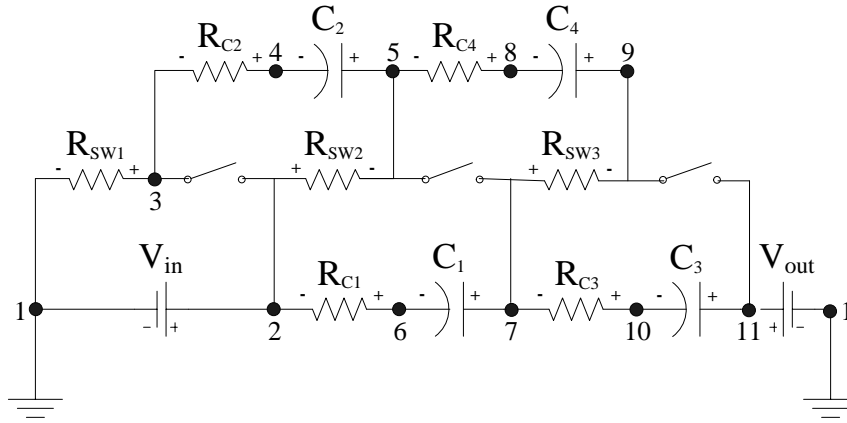 R_C2 4 C_2 5 R_C4 8 C_4 9
- + - + - + - +
R_SW1 R_SW2 R_SW3
- + + - + -
3
V_in R_C1 C_1 R_C3 C_3 V_out
- + - + - + - +
1 1
- + + -
2 6 7 10 11